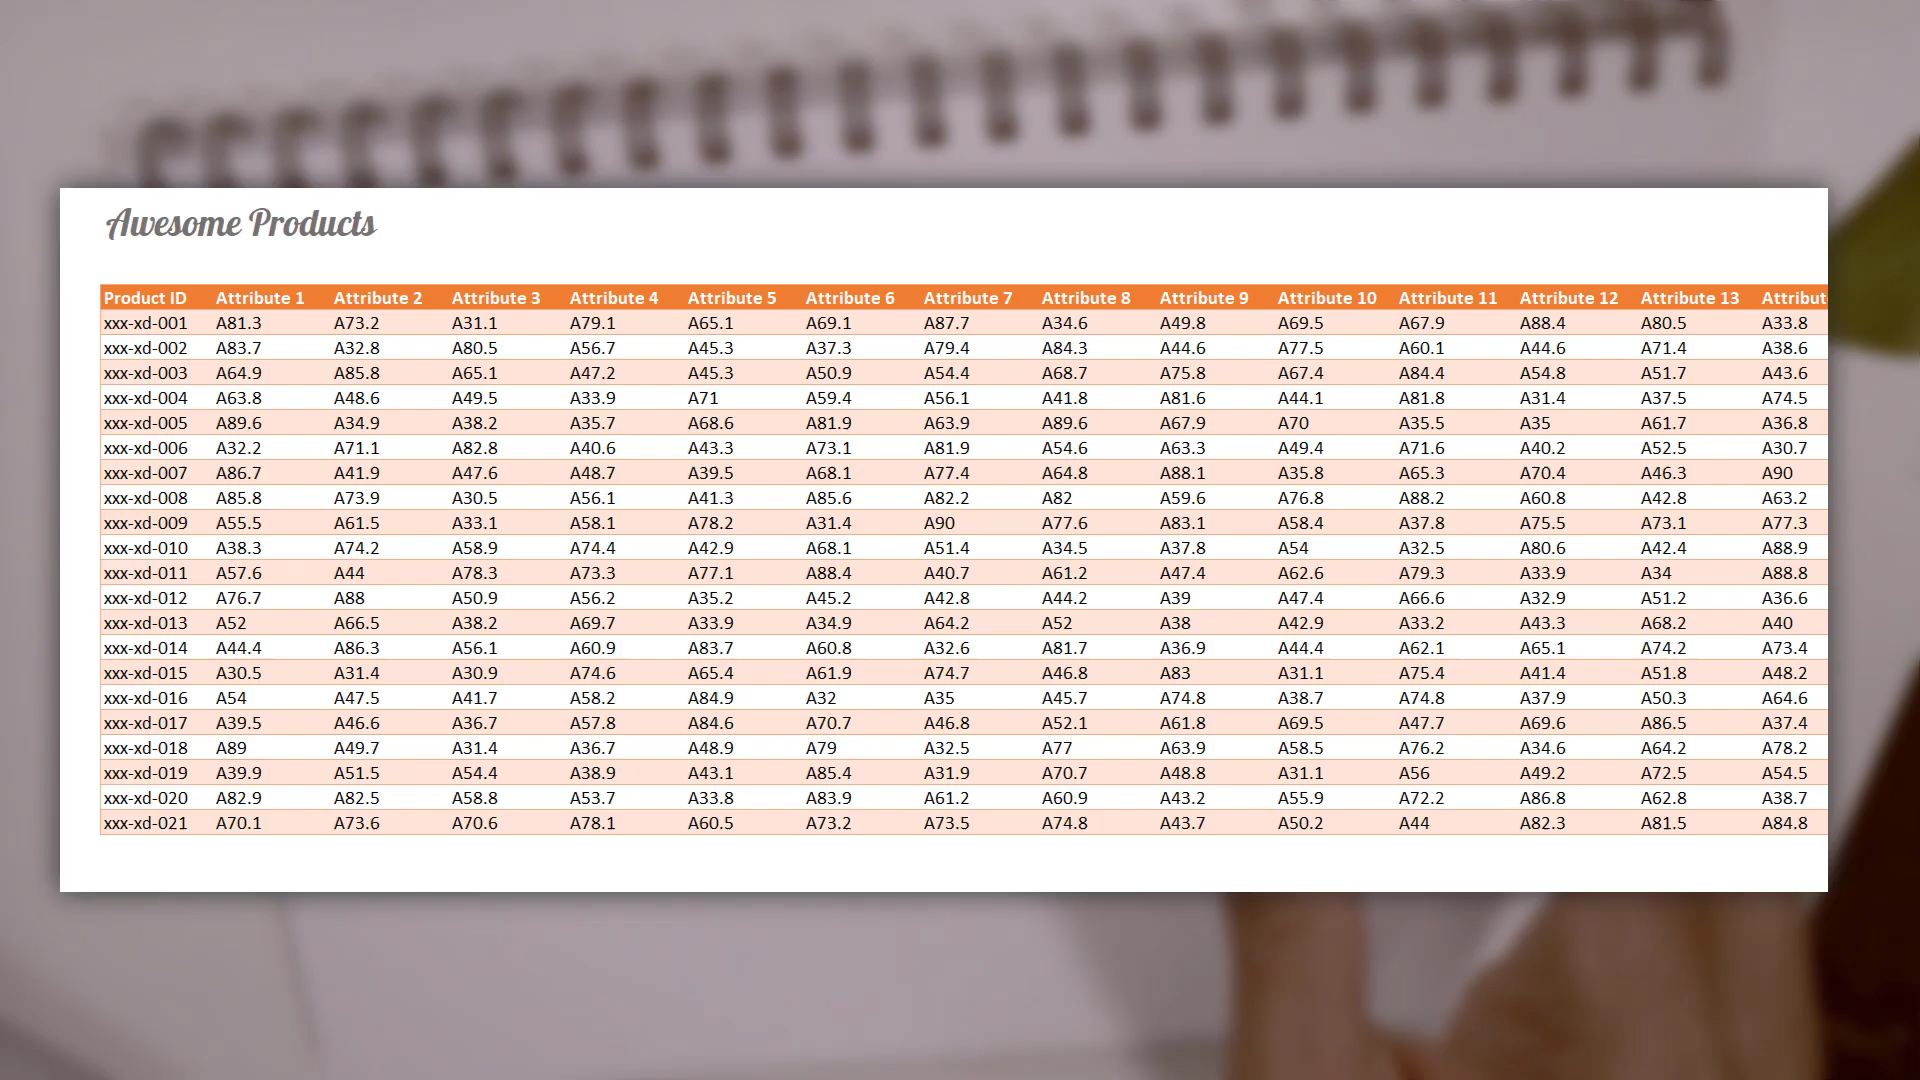 Awesome Products
Product ID Attribute 1 Attribute 2 Attribute 3 Attribute 4 Attribute 5 Attribute 6 Attribute 7 Attribute 8 Attribute 9 Attribute 10 Attribute 11 Attribute 12 Attribute 13 Attribut
xxx-xd-001 A81.3 A73.2 A31.1 A79.1 A65.1 A69.1 A87.7 A34.6 A49.8 A69.5 A67.9 A88.4 A80.5 A33.8
xxx-xd-002 A83.7 A32.8 A80.5 A56.7 A45.3 A37.3 A79.4 A84.3 A44.6 A77.5 A60.1 A44.6 A71.4 A38.6
xxx-xd-003 A64.9 A85.8 A65.1 A47.2 A45.3 A50.9 A54.4 A68.7 A75.8 A67.4 A84.4 A54.8 A51.7 A43.6
xxx-xd-004 A63.8 A48.6 A49.5 A33.9 A71 A59.4 A56.1 A41.8 A81.6 A44.1 A81.8 A31.4 A37.5 A74.5
xxx-xd-005 A89.6 A34.9 A38.2 A35.7 A68.6 A81.9 A63.9 A89.6 A67.9 A70 A35.5 A35 A61.7 A36.8
xxx-xd-006 A32.2 A71.1 A82.8 A40.6 A43.3 A73.1 A81.9 A54.6 A63.3 A49.4 A71.6 A40.2 A52.5 A30.7
xxx-xd-007 A86.7 A41.9 A47.6 A48.7 A39.5 A68.1 A77.4 A64.8 A88.1 A35.8 A65.3 A70.4 A46.3 A90
xxx-xd-008 A85.8 A73.9 A30.5 A56.1 A41.3 A85.6 A82.2 A82 A59.6 A76.8 A88.2 A60.8 A42.8 A63.2
xxx-xd-009 A55.5 A61.5 A33.1 A58.1 A78.2 A31.4 A90 A77.6 A83.1 A58.4 A37.8 A75.5 A73.1 A77.3
xxx-xd-010 A38.3 A74.2 A58.9 A74.4 A42.9 A68.1 A51.4 A34.5 A37.8 A54 A32.5 A80.6 A42.4 A88.9
xxx-xd-011 A57.6 A44 A78.3 A73.3 A77.1 A88.4 A40.7 A61.2 A47.4 A62.6 A79.3 A33.9 A34 A88.8
xxx-xd-012 A76.7 A88 A50.9 A56.2 A35.2 A45.2 A42.8 A44.2 A39 A47.4 A66.6 A32.9 A51.2 A36.6
xxx-xd-013 A52 A66.5 A38.2 A69.7 A33.9 A34.9 A64.2 A52 A38 A42.9 A33.2 A43.3 A68.2 A40
xxx-xd-014 A44.4 A86.3 A56.1 A60.9 A83.7 A60.8 A32.6 A81.7 A36.9 A44.4 A62.1 A65.1 A74.2 A73.4
xxx-xd-015 A30.5 A31.4 A30.9 A74.6 A65.4 A61.9 A74.7 A46.8 A83 A31.1 A75.4 A41.4 A51.8 A48.2
xxx-xd-016 A54 A47.5 A41.7 A58.2 A84.9 A32 A35 A45.7 A74.8 A38.7 A74.8 A37.9 A50.3 A64.6
xxx-xd-017 A39.5 A46.6 A36.7 A57.8 A84.6 A70.7 A46.8 A52.1 A61.8 A69.5 A47.7 A69.6 A86.5 A37.4
xxx-xd-018 A89 A49.7 A31.4 A36.7 A48.9 A79 A32.5 A77 A63.9 A58.5 A76.2 A34.6 A64.2 A78.2
xxx-xd-019 A39.9 A51.5 A54.4 A38.9 A43.1 A85.4 A31.9 A70.7 A48.8 A31.1 A56 A49.2 A72.5 A54.5
xxx-xd-020 A82.9 A82.5 A58.8 A53.7 A33.8 A83.9 A61.2 A60.9 A43.2 A55.9 A72.2 A86.8 A62.8 A38.7
xxx-xd-021 A70.1 A73.6 A70.6 A78.1 A60.5 A73.2 A73.5 A74.8 A43.7 A50.2 A44 A82.3 A81.5 A84.8